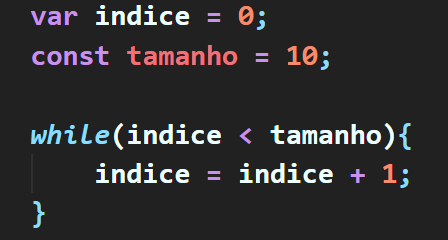 var indice = 0;
const tamanho = 10;
while(indice < tamanho){
    indice = indice + 1;
}